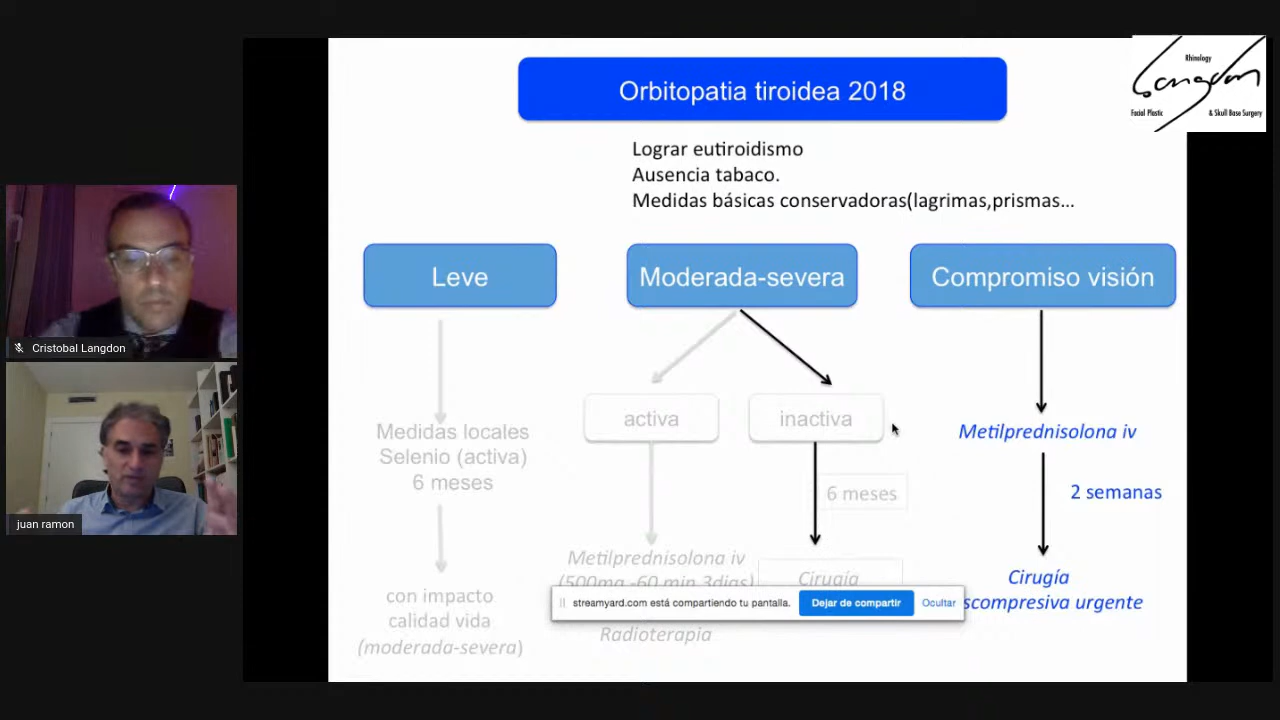 Orbitopatia tiroidea 2018
Rhinology
Langdon
Facial Plastic
& Skull Base Surgery
Lograr eutiroidismo
Ausencia tabaco.
Medidas básicas conservadoras(lagrimas,prismas...
Leve
Moderada-severa
Compromiso visión
Cristobal Langdon
juan ramon
activa
inactiva
Medidas locales
Selenio (activa)
6 meses
6 meses
Metilprednisolona iv
2 semanas
Metilprednisolona iv
(500mg -60 min 3dias)
Cirugía
Cirugía
scompresiva urgente
streamyard.com está compartiendo tu pantalla.
Dejar de compartir
Ocultar
con impacto
calidad vida
(moderada-severa)
Radioterapia